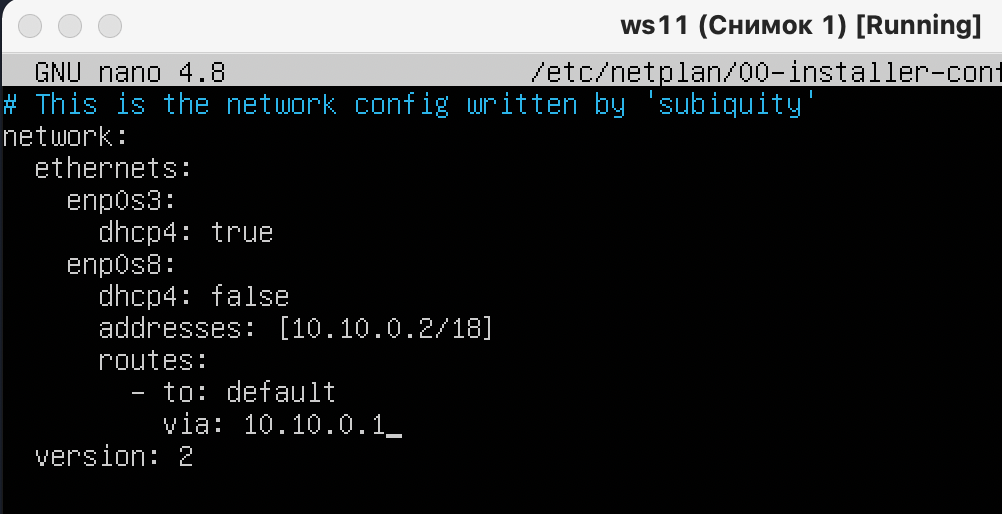 ws11 (Снимок 1) [Running]
GNU nano 4.8 /etc/netplan/00-installer-conf
# This is the network config written by 'subiquity'
network:
  ethernets:
    enp0s3:
      dhcp4: true
    enp0s8:
      dhcp4: false
      addresses: [10.10.0.2/18]
      routes:
        - to: default
          via: 10.10.0.1_
  version: 2